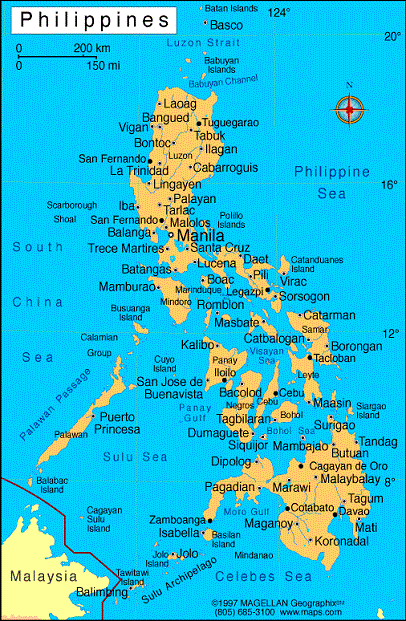 Philippines
124°
Batan Islands
Basco
20°
Luzon Strait
0 200 km
0 150 mi
Babuyan
Islands
Babuyan Channel
N
Laoag
Bangued
Tuguegarao
Vigan
Tabuk
Bontoc
Ilagan
Luzon
San Fernando
Cabarroguis
La Trinidad
Philippine
Sea
Lingayen
16°
Palayan
Scarborough
Shoal
Iba
Tarlac
San Fernando
Malolos
Polillo
Islands
Balanga
Manila
South
China
Sea
Trece Martires
Santa Cruz
Daet
Catanduanes
Island
Lucena
Batangas
Pili
Virac
Boac
Mamburao
Marinduque
Legazpi
Mindoro
Sorsogon
Romblon
Busuanga
Island
Masbate
Catarman
Samar
12°
Calamian
Group
Catbalogan
Kalibo
Visayan
Sea
Borongan
Cuyo
Island
Panay
Iloilo
Tacloban
Leyte
Palawan Passage
San Jose de
Buenavista
Bacolod
Cebu
Negros
Cebu
Maasin
Siargao
Island
Panay
Gulf
Bohol
Puerto
Princesa
Tagbilaran
Surigao
Palawan
Dumaguete
Bohol Sea
Tandag
Siquijor
Mambajao
Butuan
Sulu Sea
Dipolog
Cagayan de Oro
Balabac
Island
Pagadian
Marawi
Malaybalay
8°
Cagayan
Sulu
Island
Moro Gulf
Cotabato
Tagum
Davao
Zamboanga
Maganoy
Mati
Isabella
Basilan
Island
Koronadal
Jolo
Jolo
Mindanao
Malaysia
Tawitawi
Island
Sulu Archipelago
Balimbing
Celebes Sea
©1997 MAGELLAN Geographix℠
(805) 685-3100 www.maps.com